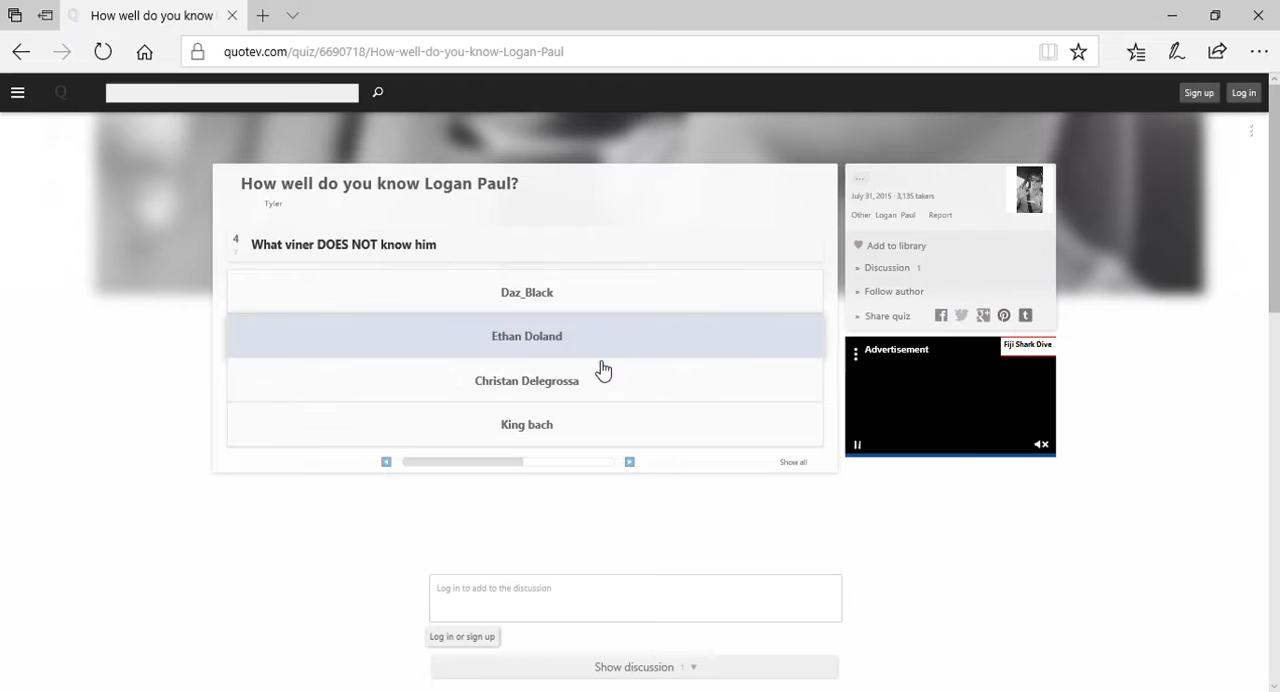 How well do you know
quotev.com/quiz/6690718/How-well-do-you-know-Logan-Paul
Q
Sign up
Log in
How well do you know Logan Paul?
Tyler
4
7
What viner DOES NOT know him
Daz_Black
Ethan Doland
Christan Delegrossa
King bach
Show all
...
July 31, 2015 · 3,135 takers
Other Logan Paul Report
Add to library
» Discussion 1
» Follow author
» Share quiz
Advertisement
Fiji Shark Dive
Log in to add to the discussion
Log in or sign up
Show discussion 1 ▼